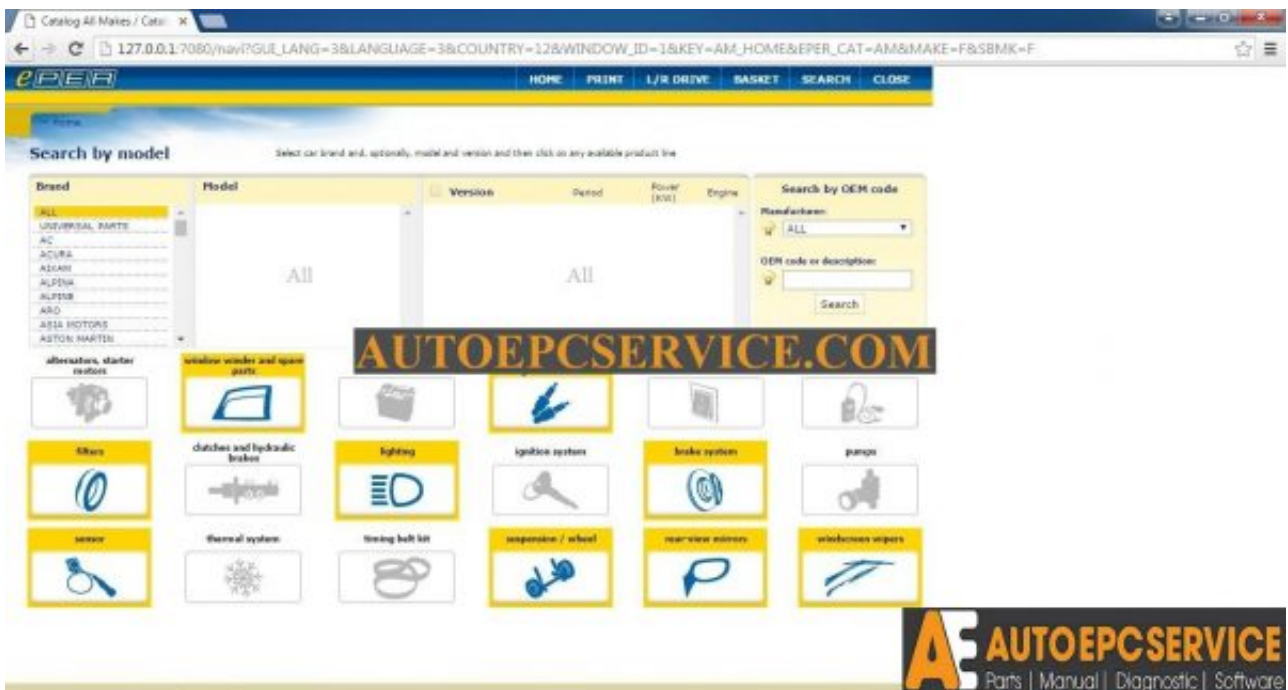 Catalog All Makes / Catal
127.0.0.1:7080/navi?GUI_LANG=3&LANGUAGE=3&COUNTRY=128&WINDOW_ID=1&KEY=AM_HOME&EPER_CAT=AM&MAKE=F&SBMK=F
ePER
HOME PRINT L/R DRIVE BASKET SEARCH CLOSE
Home
Search by model
Select car brand and, optionally, model and version and then click on any available product line
Brand Model Version Period Power [KW] Engine
Search by OEM code
ALL
UNIVERSAL PARTS
AC
ACURA
AIXAM
ALPINA
ALPINE
ARO
ASIA MOTORS
ASTON MARTIN
All
All
Manufacturer:
ALL
OEM code or description:
Search
AUTOEPCSERVICE.COM
alternators, starter motors
window winder and spare parts
filters
clutches and hydraulic brakes
lighting
ignition system
brake system
pumps
sensor
thermal system
timing belt kit
suspension / wheel
rear-view mirrors
windscreen wipers
AE AUTOEPCSERVICE
Parts | Manual | Diagnostic | Software